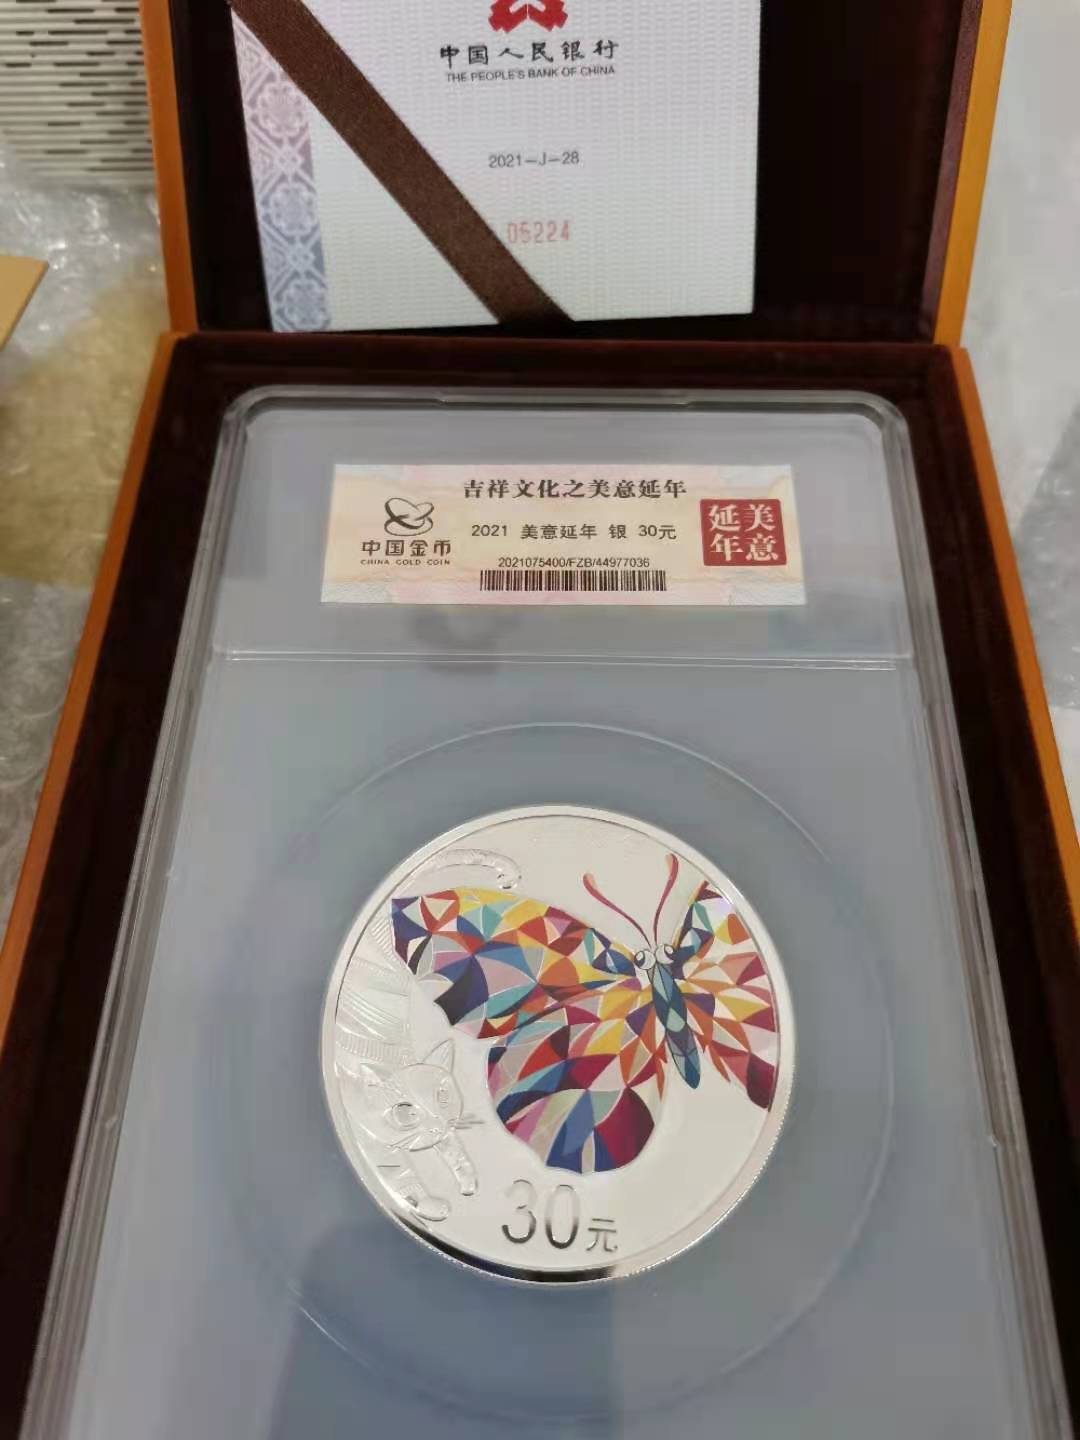 中国人民银行
THE PEOPLE'S BANK OF CHINA
2021-J-28
05224
吉祥文化之美意延年
中国金币
CHINA GOLD COIN
2021 美意延年 银 30元
2021075400/FZB/44977036
美意
延年
30元